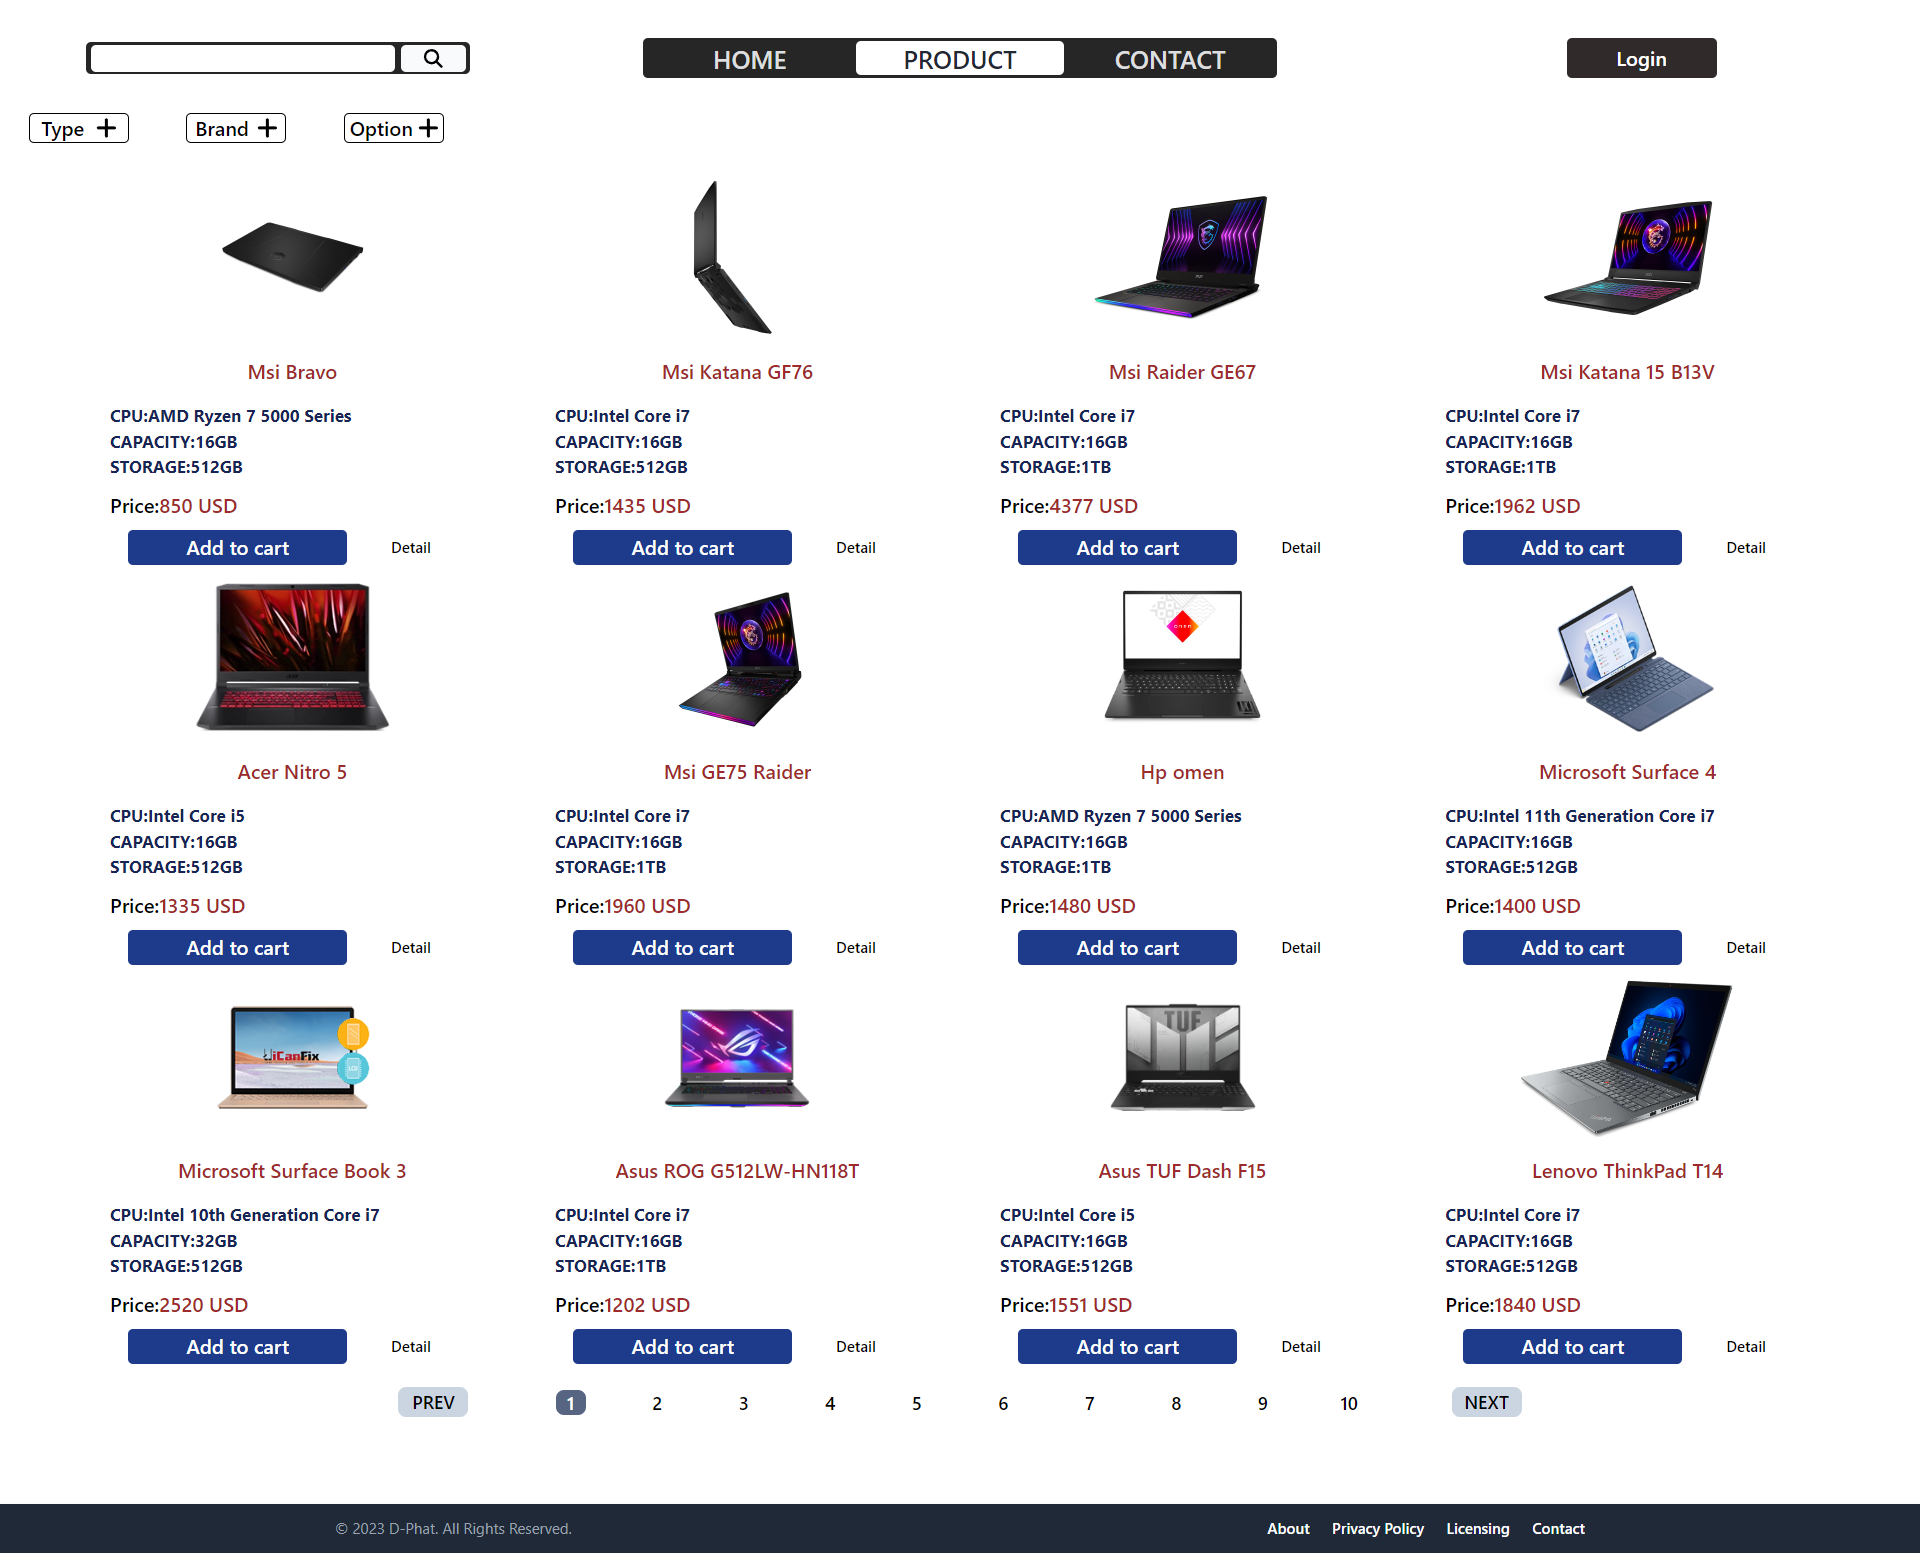 HOME PRODUCT CONTACT Login
Type Brand Option
Msi Bravo Msi Katana GF76 Msi Raider GE67 Msi Katana 15 B13V
CPU:AMD Ryzen 7 5000 Series CPU:Intel Core i7 CPU:Intel Core i7 CPU:Intel Core i7
CAPACITY:16GB CAPACITY:16GB CAPACITY:16GB CAPACITY:16GB
STORAGE:512GB STORAGE:512GB STORAGE:1TB STORAGE:1TB
Price:850 USD Price:1435 USD Price:4377 USD Price:1962 USD
Add to cart Detail Add to cart Detail Add to cart Detail Add to cart Detail
OMEN
Acer Nitro 5 Msi GE75 Raider Hp omen Microsoft Surface 4
CPU:Intel Core i5 CPU:Intel Core i7 CPU:AMD Ryzen 7 5000 Series CPU:Intel 11th Generation Core i7
CAPACITY:16GB CAPACITY:16GB CAPACITY:16GB CAPACITY:16GB
STORAGE:512GB STORAGE:1TB STORAGE:1TB STORAGE:512GB
Price:1335 USD Price:1960 USD Price:1480 USD Price:1400 USD
Add to cart Detail Add to cart Detail Add to cart Detail Add to cart Detail
TUF
iCanFix
LCD
Microsoft Surface Book 3 Asus ROG G512LW-HN118T Asus TUF Dash F15 Lenovo ThinkPad T14
CPU:Intel 10th Generation Core i7 CPU:Intel Core i7 CPU:Intel Core i5 CPU:Intel Core i7
CAPACITY:32GB CAPACITY:16GB CAPACITY:16GB CAPACITY:16GB
STORAGE:512GB STORAGE:1TB STORAGE:512GB STORAGE:512GB
Price:2520 USD Price:1202 USD Price:1551 USD Price:1840 USD
Add to cart Detail Add to cart Detail Add to cart Detail Add to cart Detail
PREV 1 2 3 4 5 6 7 8 9 10 NEXT
© 2023 D-Phat. All Rights Reserved. About Privacy Policy Licensing Contact